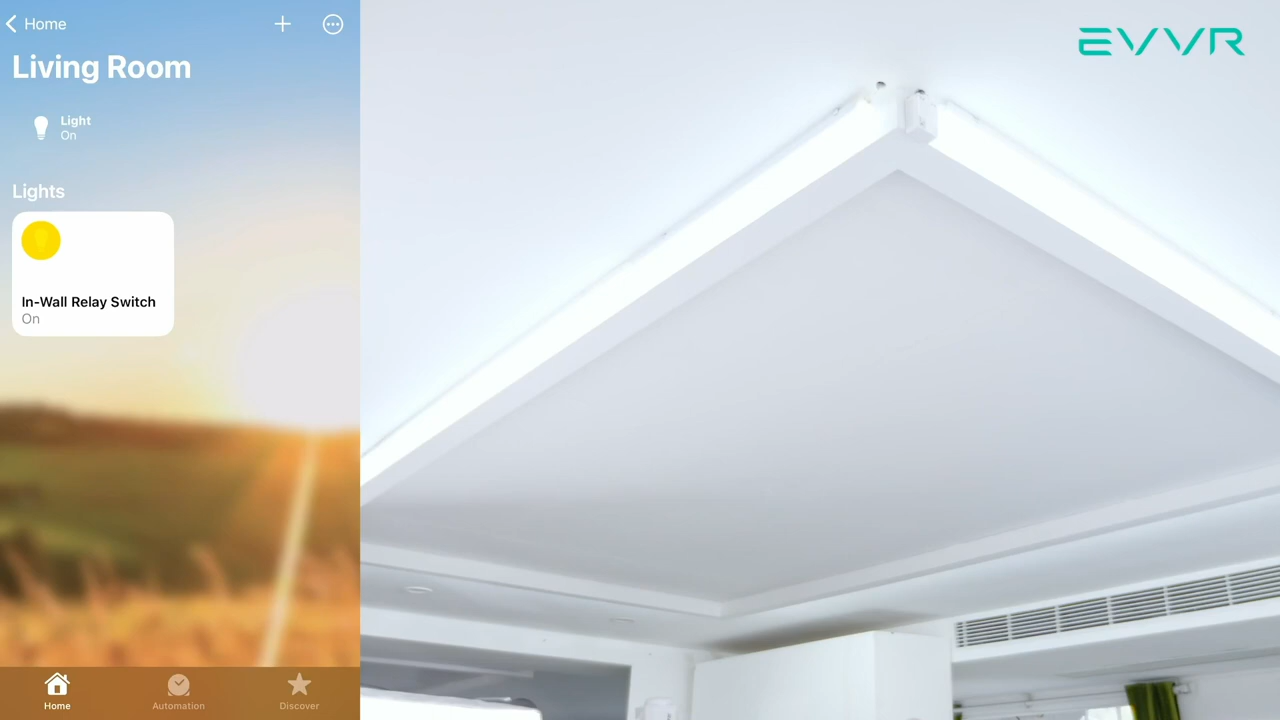 Home
Living Room
Light
On
Lights
In-Wall Relay Switch
On
Home
Automation
Discover
EVVR